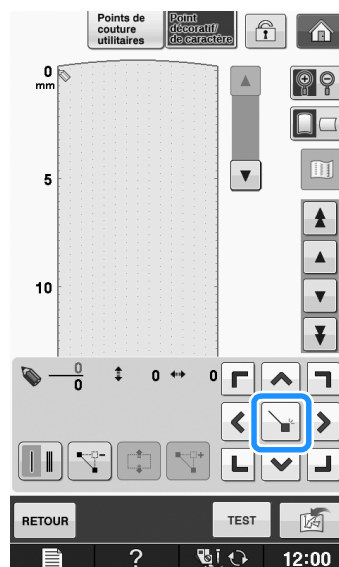 Points de
couture
utilitaires
Point
décoratif/
de caractère
0
mm
5
10
0
0
0
0
RETOUR
TEST
?
12:00